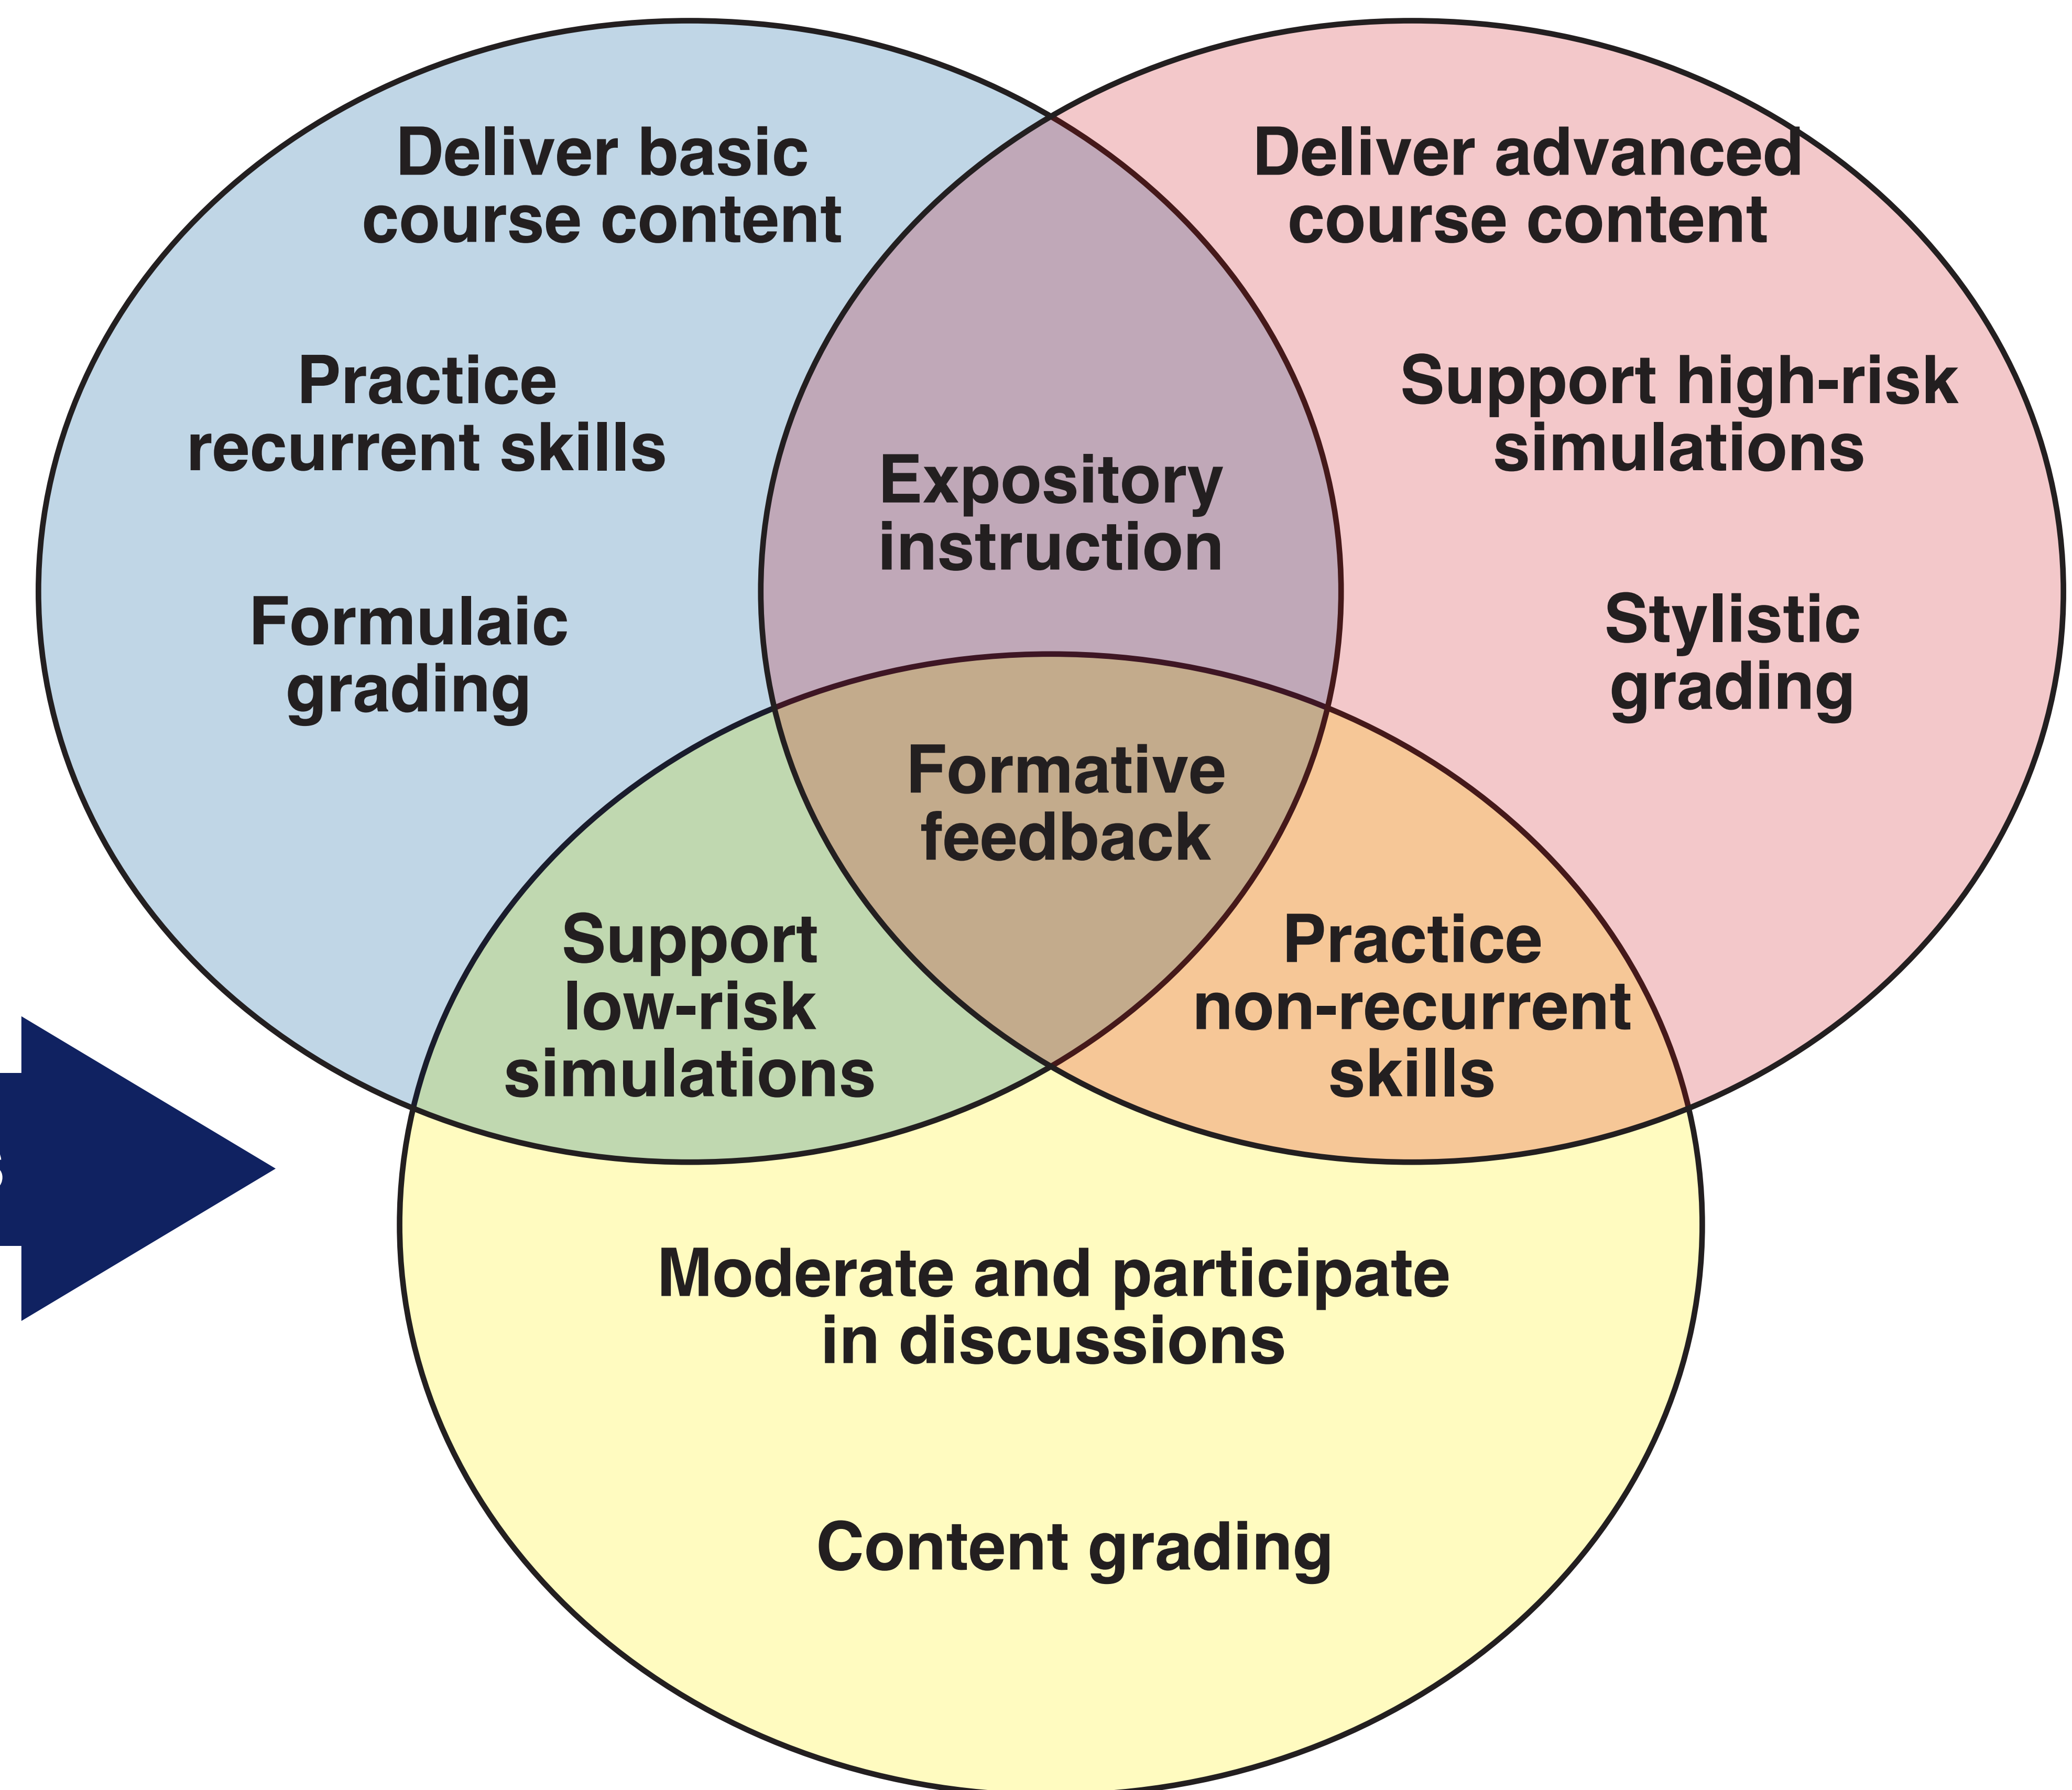 Deliver basic
course content
Deliver advanced
course content
Practice
recurrent skills
Support high-risk
simulations
Expository
instruction
Formulaic
grading
Stylistic
grading
Formative
feedback
Support
low-risk
simulations
Practice
non-recurrent
skills
Moderate and participate
in discussions
Content grading